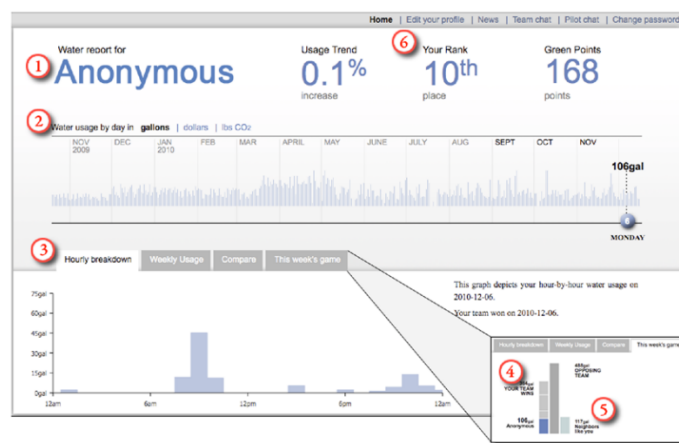 Home | Edit your profile | News | Team chat | Pilot chat | Change password
6
Water report for
Usage Trend
Your Rank
Green Points
1
Anonymous
0.1%
10th
168
increase
place
points
2
Water usage by day in gallons | dollars | lbs CO2
NOV 2009
DEC
JAN 2010
FEB
MAR
APRIL
MAY
JUNE
JULY
AUG
SEPT
OCT
NOV
106gal
MONDAY
3
Hourly breakdown
Weekly Usage
Compare
This week's game
This graph depicts your hour-by-hour water usage on
2010-12-06.
Your team won on 2010-12-06.
75gal
60gal
45gal
30gal
15gal
0gal
12am
6am
12pm
6pm
12am
Hourly breakdown
Weekly Usage
Compare
This week's game
4
YOUR TEAM
WINS
OPPOSING
TEAM
5
Anonymous
117gal
Neighbors
like you